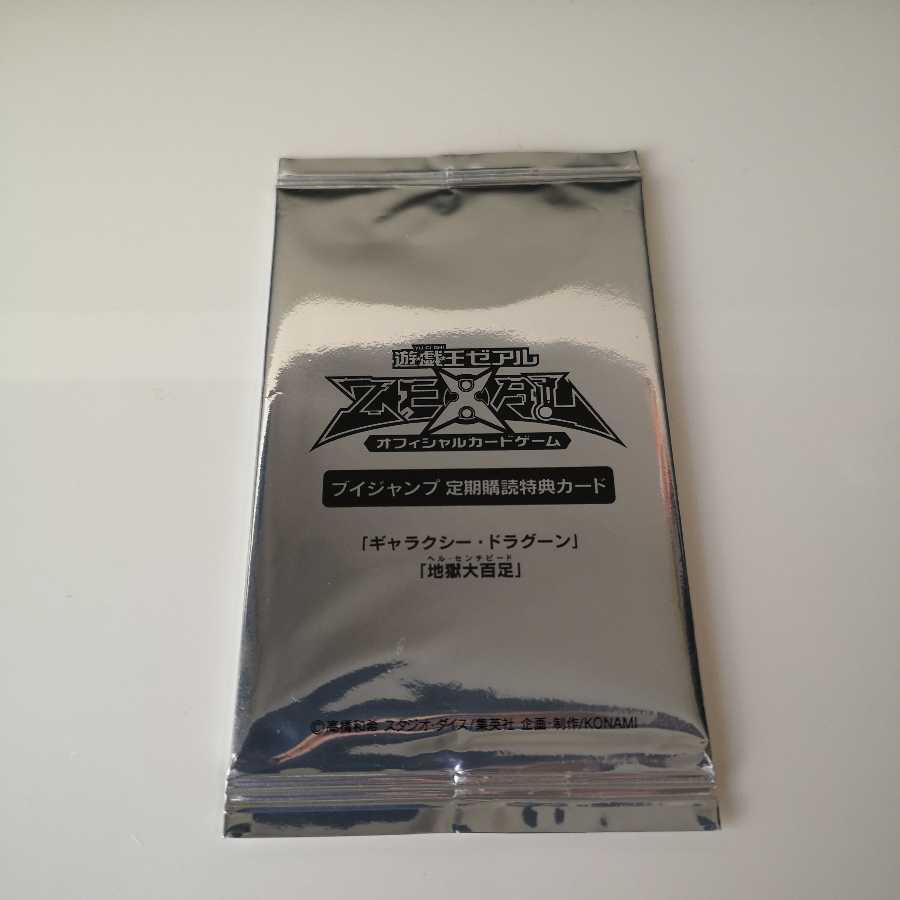 遊戯王ゼアル
ZEXAL
オフィシャルカードゲーム
ブイジャンプ 定期購読特典カード
「ギャラクシー・ドラグーン」
ヘル・センチピード
「地獄大百足」
©高橋和希 スタジオ・ダイス/集英社 企画・制作/KONAMI